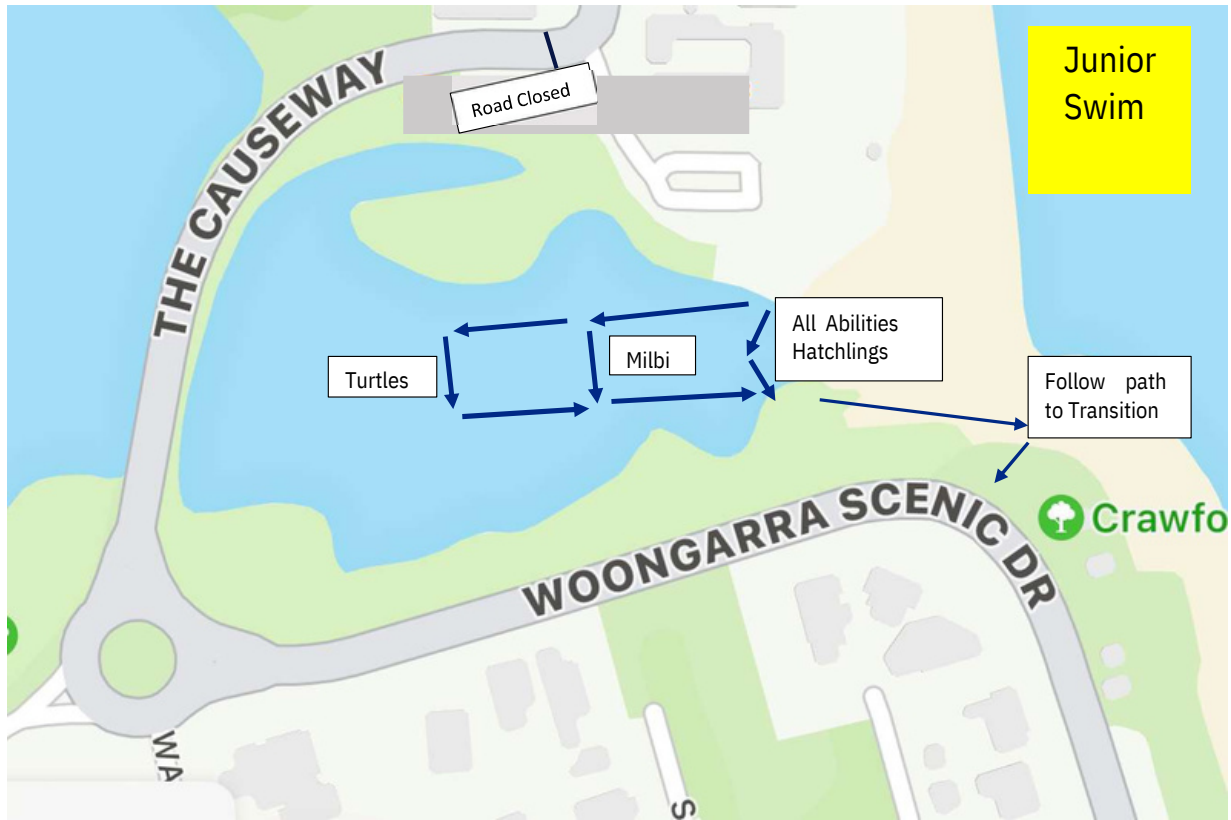 Junior
Swim
Road Closed
THE CAUSEWAY
All Abilities
Hatchlings
Milbi
Turtles
Follow path
to Transition
Crawfo
WOONGARRA SCENIC DR
WA
S